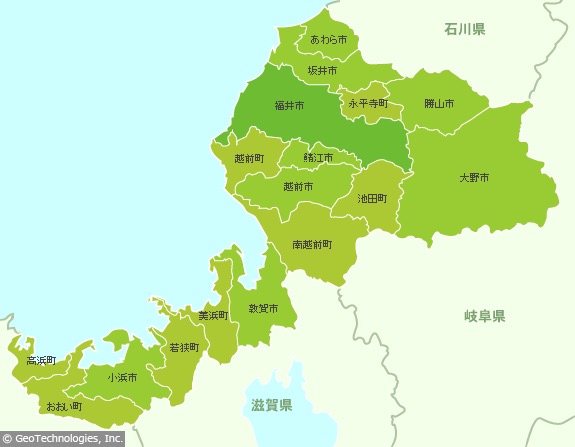 石川県
あわら市
坂井市
福井市
永平寺町
勝山市
越前町
鯖江市
大野市
越前市
池田町
南越前町
敦賀市
美浜町
岐阜県
若狭町
高浜町
小浜市
おおい町
滋賀県
© GeoTechnologies, Inc.